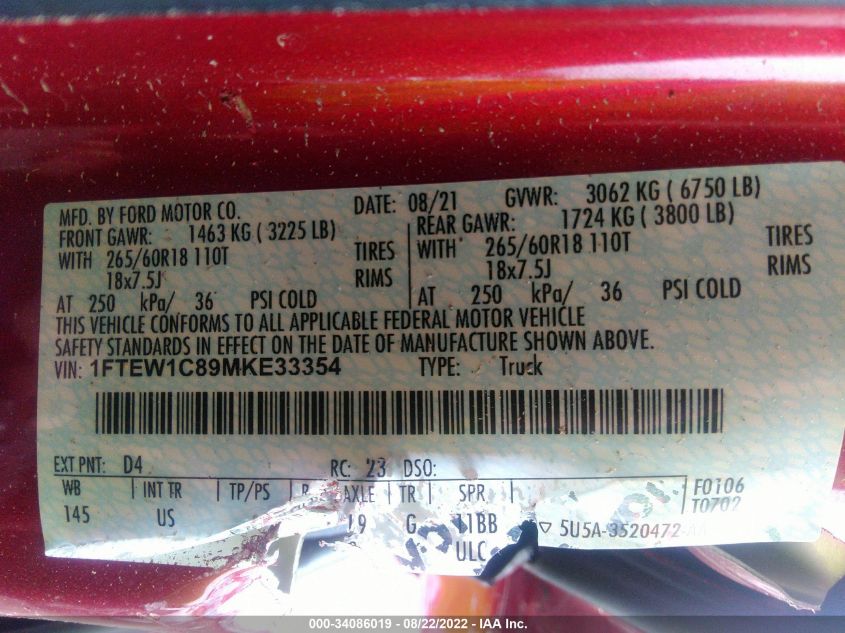 MFD. BY FORD MOTOR CO. DATE: 08/21 GVWR: 3062 KG ( 6750 LB)
FRONT GAWR: 1463 KG ( 3225 LB) REAR GAWR: 1724 KG ( 3800 LB)
WITH 265/60R18 110T TIRES WITH 265/60R18 110T TIRES
18x7.5J RIMS 18x7.5J RIMS
AT 250 kPa/ 36 PSI COLD AT 250 kPa/ 36 PSI COLD
THIS VEHICLE CONFORMS TO ALL APPLICABLE FEDERAL MOTOR VEHICLE
SAFETY STANDARDS IN EFFECT ON THE DATE OF MANUFACTURE SHOWN ABOVE.
VIN: 1FTEW1C89MKE33354 TYPE: Truck
EXT PNT: D4 RC: 23 DSO:
WB INT TR TP/PS R AXLE TR SPR F0106
145 US 19 G 11BB T0702
ULC 5U5A-3520472-AA
000-34086019 - 08/22/2022 - IAA Inc.